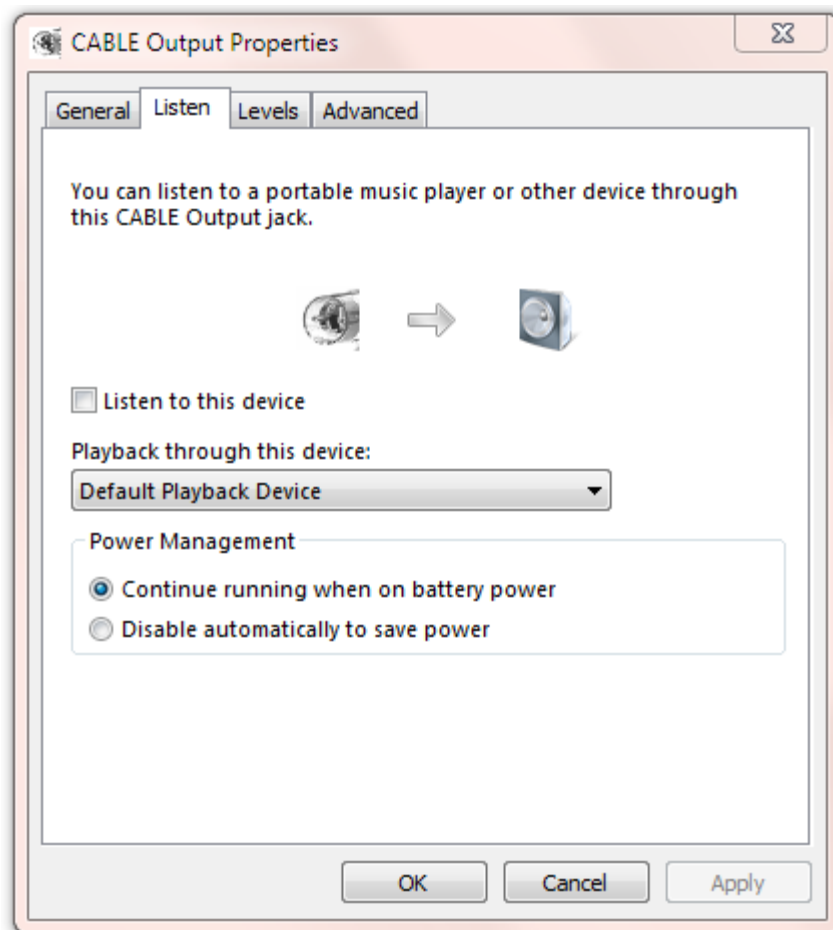 CABLE Output Properties
General Listen Levels Advanced
You can listen to a portable music player or other device through
this CABLE Output jack.
Listen to this device
Playback through this device:
Default Playback Device
Power Management
Continue running when on battery power
Disable automatically to save power
OK Cancel Apply